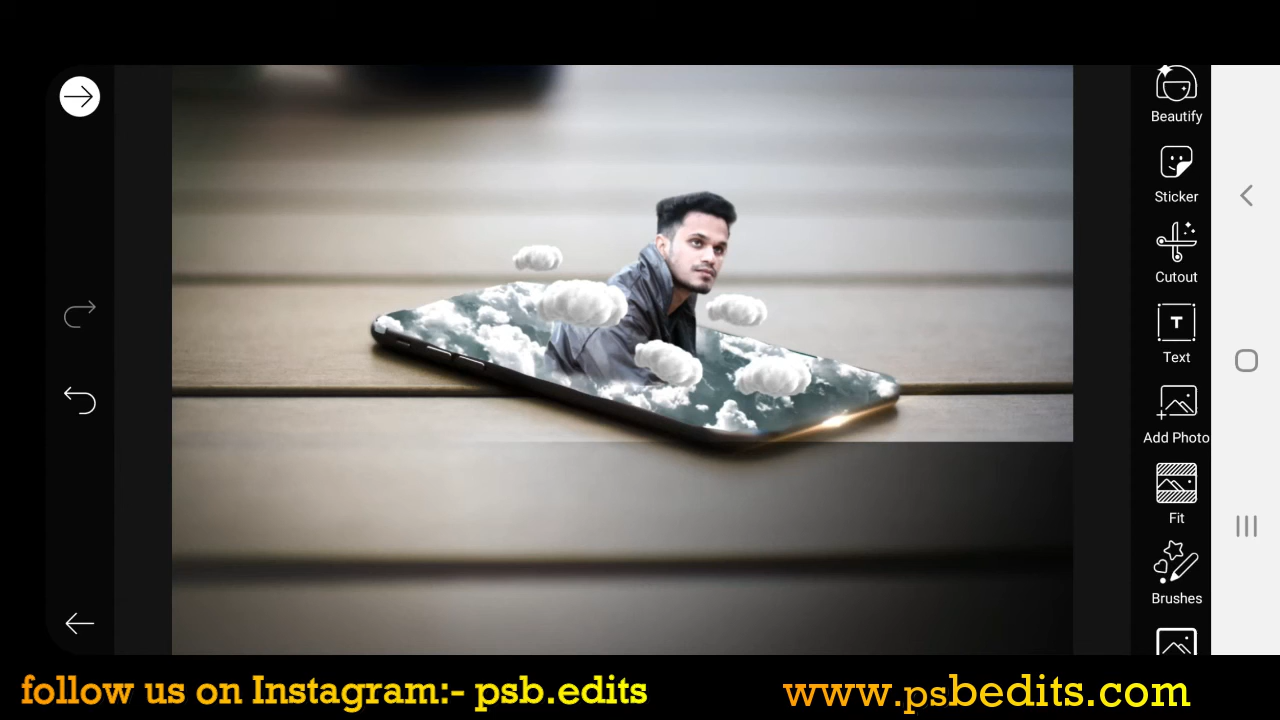 Beautify
Sticker
Cutout
T
Text
Add Photo
Fit
Brushes
follow us on Instagram:- psb.edits
www.psbedits.com